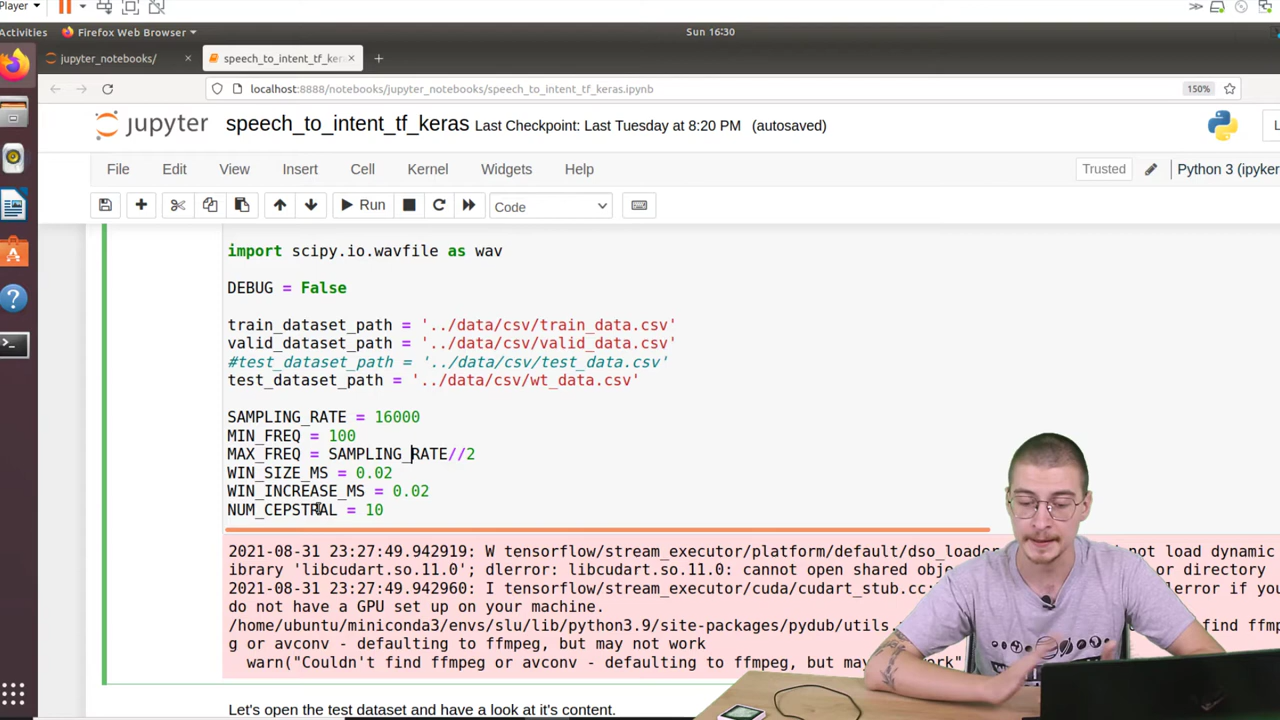 Player
Activities
Firefox Web Browser
Sun 16:30
jupyter_notebooks/
speech_to_intent_tf_kera
localhost:8888/notebooks/jupyter_notebooks/speech_to_intent_tf_keras.ipynb
150%
jupyter
speech_to_intent_tf_keras
Last Checkpoint: Last Tuesday at 8:20 PM
(autosaved)
File
Edit
View
Insert
Cell
Kernel
Widgets
Help
Trusted
Python 3 (ipyker
Run
Code
import scipy.io.wavfile as wav
DEBUG = False
train_dataset_path = '../data/csv/train_data.csv'
valid_dataset_path = '../data/csv/valid_data.csv'
#test_dataset_path = '../data/csv/test_data.csv'
test_dataset_path = '../data/csv/wt_data.csv'
SAMPLING_RATE = 16000
MIN_FREQ = 100
MAX_FREQ = SAMPLING_RATE//2
WIN_SIZE_MS = 0.02
WIN_INCREASE_MS = 0.02
NUM_CEPSTRAL = 10
2021-08-31 23:27:49.942919: W tensorflow/stream_executor/platform/default/dso_loade not load dynamic
ibrary 'libcudart.so.11.0'; dlerror: libcudart.so.11.0: cannot open shared obj or directory
2021-08-31 23:27:49.942960: I tensorflow/stream_executor/cuda/cudart_stub.cc: error if you
do not have a GPU set up on your machine.
/home/ubuntu/miniconda3/envs/slu/lib/python3.9/site-packages/pydub/utils. find ffmp
g or avconv - defaulting to ffmpeg, but may not work
warn("Couldn't find ffmpeg or avconv - defaulting to ffmpeg, but may work"
Let's open the test dataset and have a look at it's content.